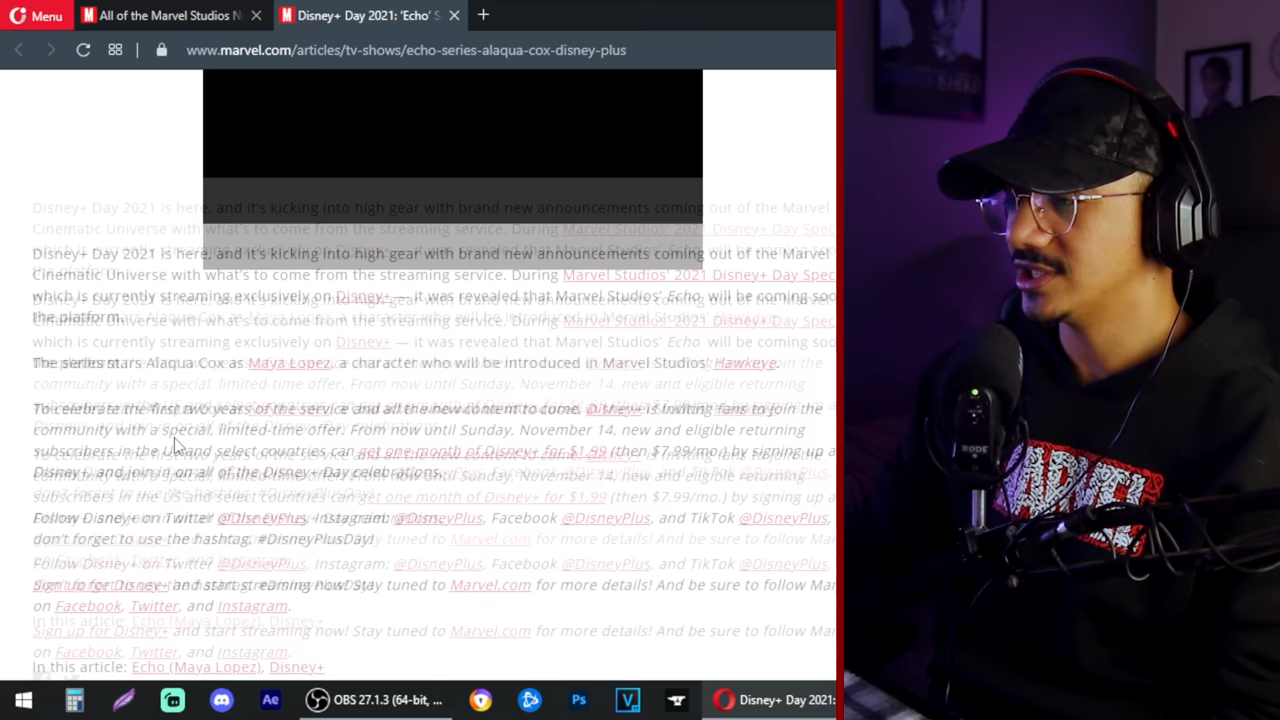 Menu
All of the Marvel Studios N
Disney+ Day 2021: 'Echo' S
www.marvel.com/articles/tv-shows/echo-series-alaqua-cox-disney-plus
Disney+ Day 2021 is here, and it's kicking into high gear with brand new announcements coming out of the Marvel
Cinematic Universe with what's to come from the streaming service. During Marvel Studios' 2021 Disney+ Day Spec
which is currently streaming exclusively on Disney+ — it was revealed that Marvel Studios' Echo will be coming soo
the platform.
The series stars Alaqua Cox as Maya Lopez, a character who will be introduced in Marvel Studios' Hawkeye.
To celebrate the first two years of the service and all the new content to come, Disney+ is inviting fans to join the
community with a special, limited-time offer. From now until Sunday, November 14, new and eligible returning
subscribers in the US and select countries can get one month of Disney+ for $1.99 (then $7.99/mo.) by signing up a
Disney+ and join in on all of the Disney+ Day celebrations.
Follow Disney+ on Twitter @DisneyPlus, Instagram: @DisneyPlus, Facebook @DisneyPlus, and TikTok @DisneyPlus,
don't forget to use the hashtag, #DisneyPlusDay!
Sign up for Disney+ and start streaming now! Stay tuned to Marvel.com for more details! And be sure to follow Mar
on Facebook, Twitter, and Instagram.
In this article: Echo (Maya Lopez), Disney+
RODE
Ae
OBS 27.1.3 (64-bit, ...
Ps
V
Disney+ Day 2021: